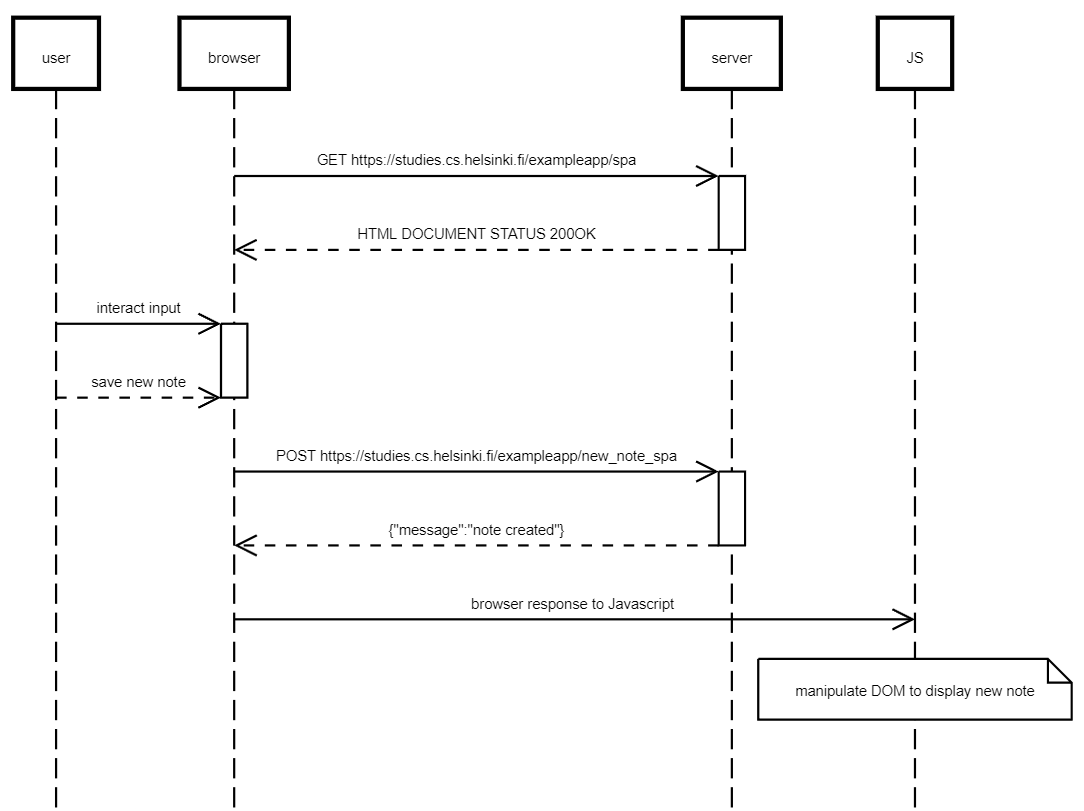 user
browser
server
JS
GET https://studies.cs.helsinki.fi/exampleapp/spa
HTML DOCUMENT STATUS 200OK
interact input
save new note
POST https://studies.cs.helsinki.fi/exampleapp/new_note_spa
{"message":"note created"}
browser response to Javascript
manipulate DOM to display new note